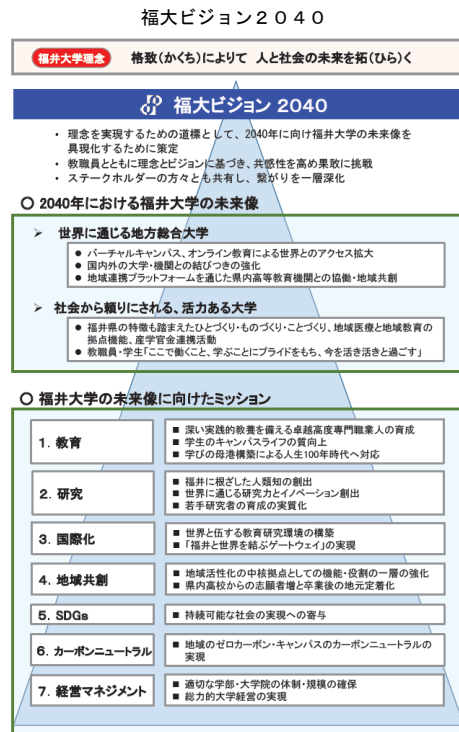 福大ビジョン２０４０
福井大学理念 格致(かくち)によりて 人と社会の未来を拓(ひら)く
福大ビジョン 2040
・ 理念を実現するための道標として、2040年に向け福井大学の未来像を
具現化するために策定
・ 教職員とともに理念とビジョンに基づき、共感性を高め果敢に挑戦
・ ステークホルダーの方々とも共有し、繋がりを一層深化
〇 2040年における福井大学の未来像
➢ 世界に通じる地方総合大学
● バーチャルキャンパス、オンライン教育による世界とのアクセス拡大
● 国内外の大学・機関との結びつきの強化
● 地域連携プラットフォームを通じた県内高等教育機関との協働・地域共創
➢ 社会から頼りにされる、活力ある大学
● 福井県の特徴も踏まえたひとづくり・ものづくり・ことづくり、地域医療と地域教育の
拠点機能、産学官金連携活動
● 教職員・学生「ここで働くこと、学ぶことにプライドをもち、今を活き活きと過ごす」
〇 福井大学の未来像に向けたミッション
1. 教育
■ 深い実践的教養を備える卓越高度専門職業人の育成
■ 学生のキャンパスライフの質向上
■ 学びの母港構築による人生100年時代へ対応
2. 研究
■ 福井に根ざした人類知の創出
■ 世界に通じる研究力とイノベーション創出
■ 若手研究者の育成の実質化
3. 国際化
■ 世界と伍する教育研究環境の構築
■ 「福井と世界を結ぶゲートウェイ」の実現
4. 地域共創
■ 地域活性化の中核拠点としての機能・役割の一層の強化
■ 県内高校からの志願者増と卒業後の地元定着化
5. SDGs
■ 持続可能な社会の実現への寄与
6. カーボンニュートラル
■ 地域のゼロカーボン・キャンパスのカーボンニュートラルの
実現
7. 経営マネジメント
■ 適切な学部・大学院の体制・規模の確保
■ 総力的大学経営の実現